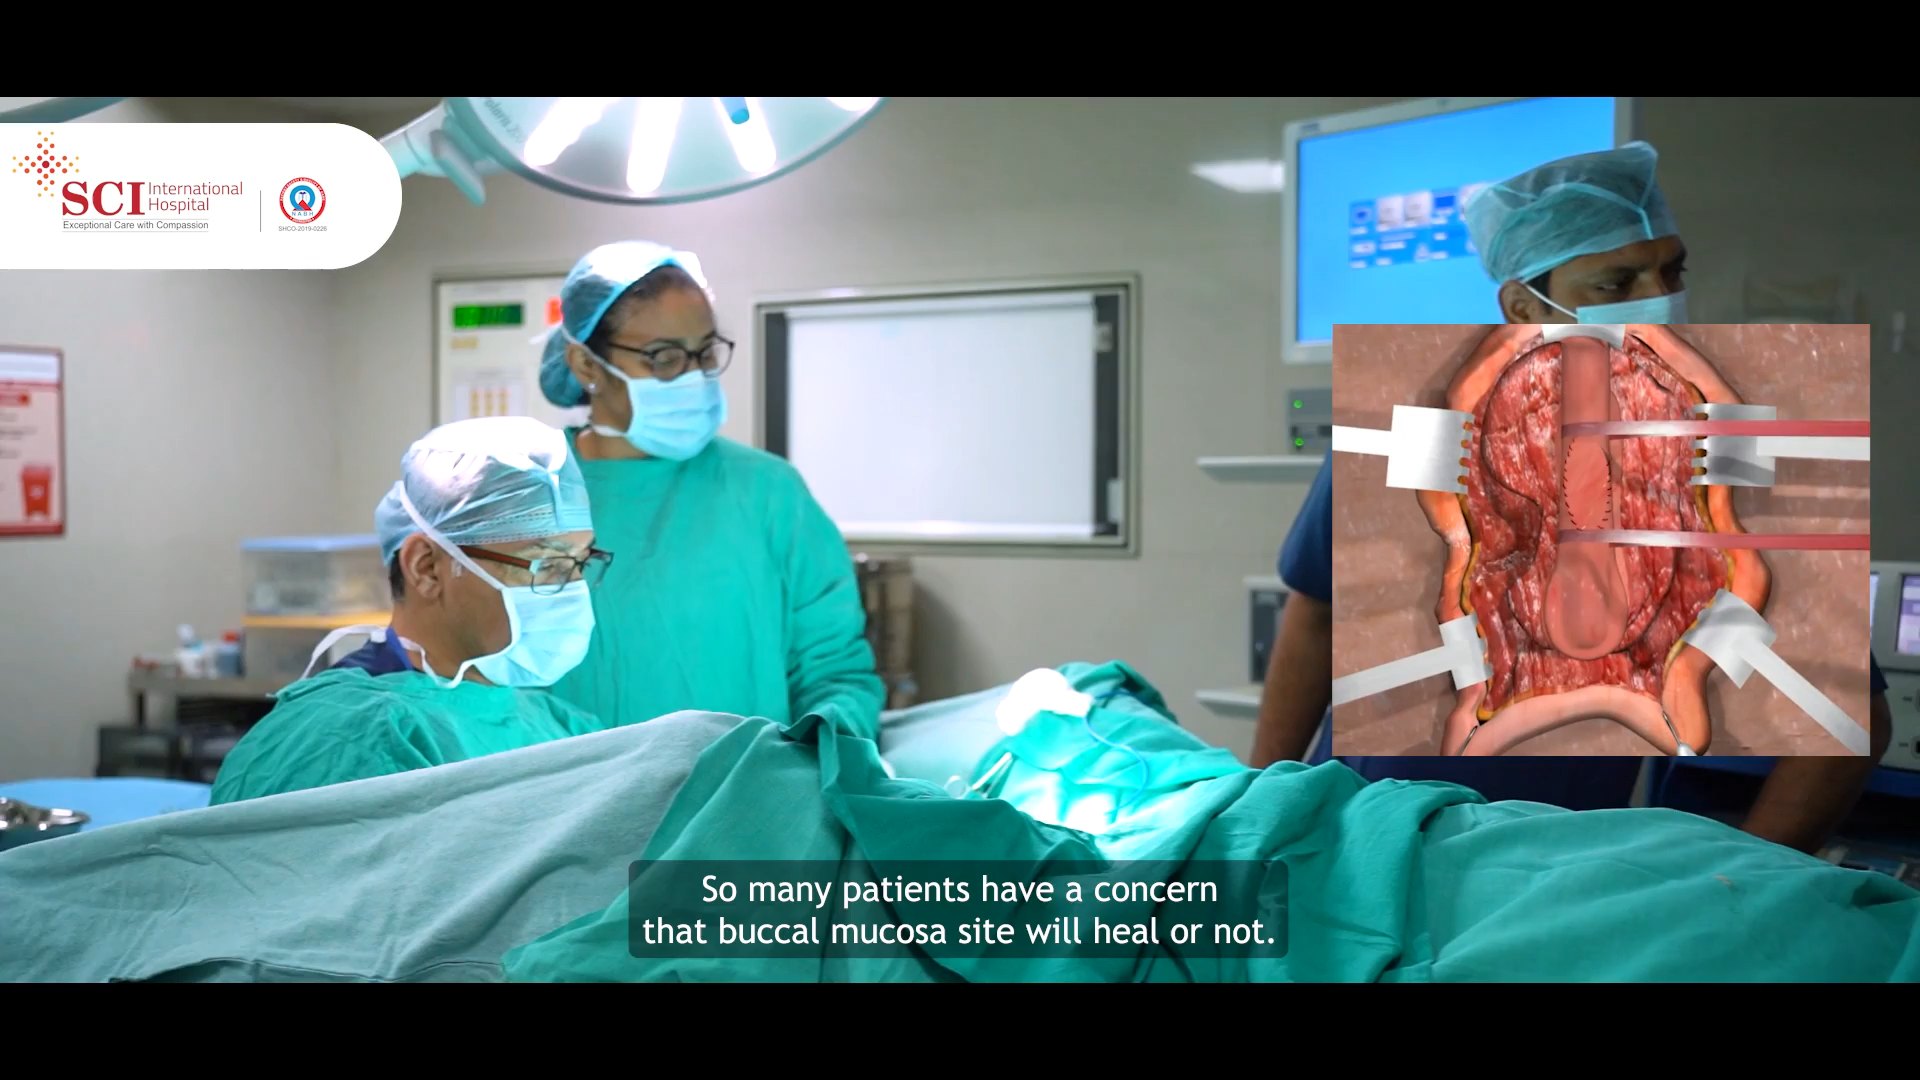 SCI International
Hospital
Exceptional Care with Compassion
NABH
SHCO-2019-0226
So many patients have a concern
that buccal mucosa site will heal or not.